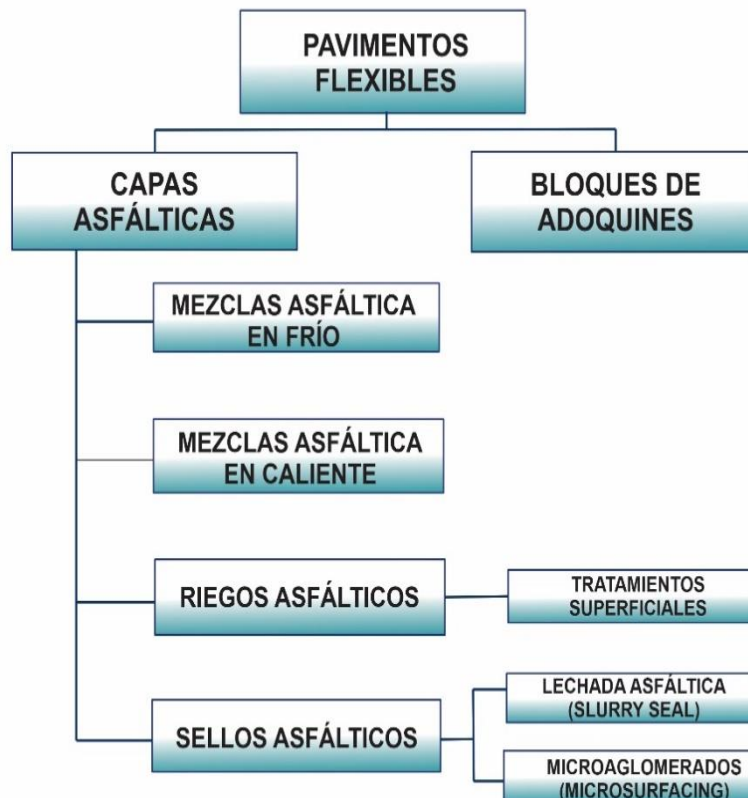 PAVIMENTOS
FLEXIBLES
CAPAS
ASFÁLTICAS
BLOQUES DE
ADOQUINES
MEZCLAS ASFÁLTICA
EN FRÍO
MEZCLAS ASFÁLTICA
EN CALIENTE
RIEGOS ASFÁLTICOS
TRATAMIENTOS
SUPERFICIALES
SELLOS ASFÁLTICOS
LECHADA ASFÁLTICA
(SLURRY SEAL)
MICROAGLOMERADOS
(MICROSURFACING)